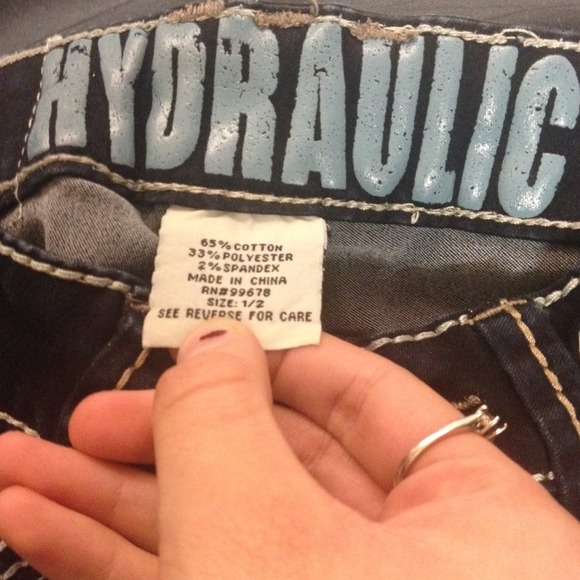 HYDRAULIC
65% COTTON
33% POLYESTER
2% SPANDEX
MADE IN CHINA
RN#99678
SIZE: 1/2
SEE REVERSE FOR CARE